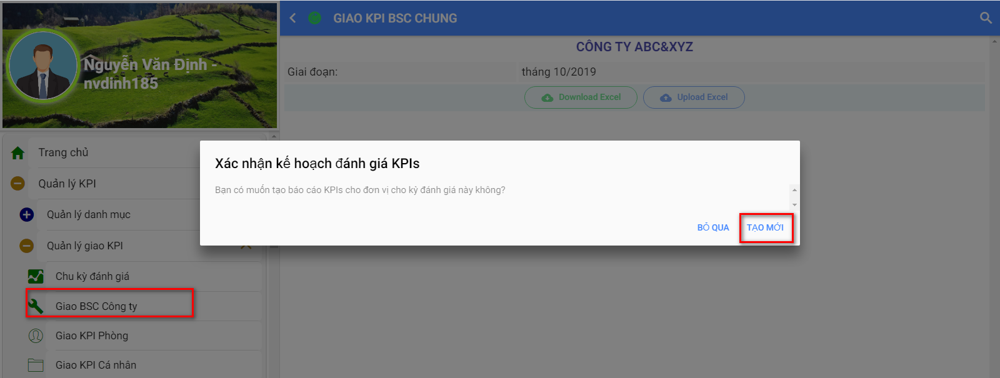 Nguyễn Văn Định -
nvdinh185
Trang chủ
Quản lý KPI
Quản lý danh mục
Quản lý giao KPI
Chu kỳ đánh giá
Giao BSC Công ty
Giao KPI Phòng
Giao KPI Cá nhân
GIAO KPI BSC CHUNG
CÔNG TY ABC&XYZ
Giai đoạn: tháng 10/2019
Download Excel Upload Excel
Xác nhận kế hoạch đánh giá KPIs
Bạn có muốn tạo báo cáo KPIs cho đơn vị cho kỳ đánh giá này không?
BỎ QUA TẠO MỚI